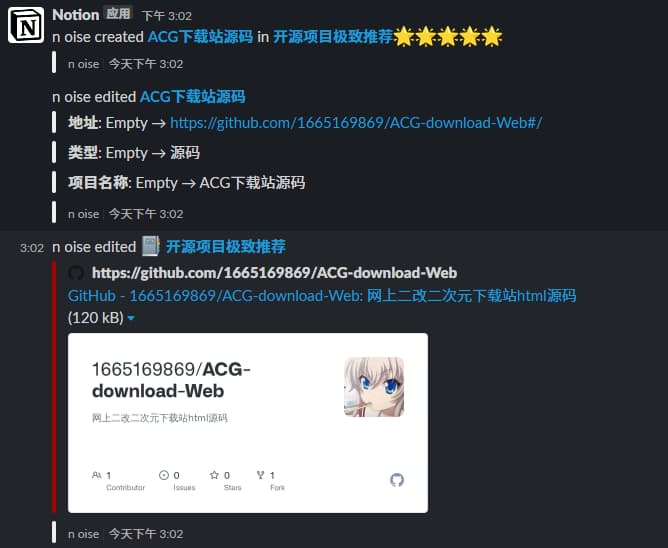 Notion 应用 下午 3:02
n oise created ACG下载站源码 in 开源项目极致推荐🌟🌟🌟🌟🌟
n oise 今天下午 3:02
n oise edited ACG下载站源码
地址: Empty → https://github.com/1665169869/ACG-download-Web#/
类型: Empty → 源码
项目名称: Empty → ACG下载站源码
n oise 今天下午 3:02
3:02 n oise edited 📔 开源项目极致推荐
https://github.com/1665169869/ACG-download-Web
GitHub - 1665169869/ACG-download-Web: 网上二改二次元下载站html源码
(120 kB)
1665169869/ACG-
download-Web
网上二改二次元下载站html源码
1 0 0 1
Contributor Issues Stars Fork
n oise 今天下午 3:02